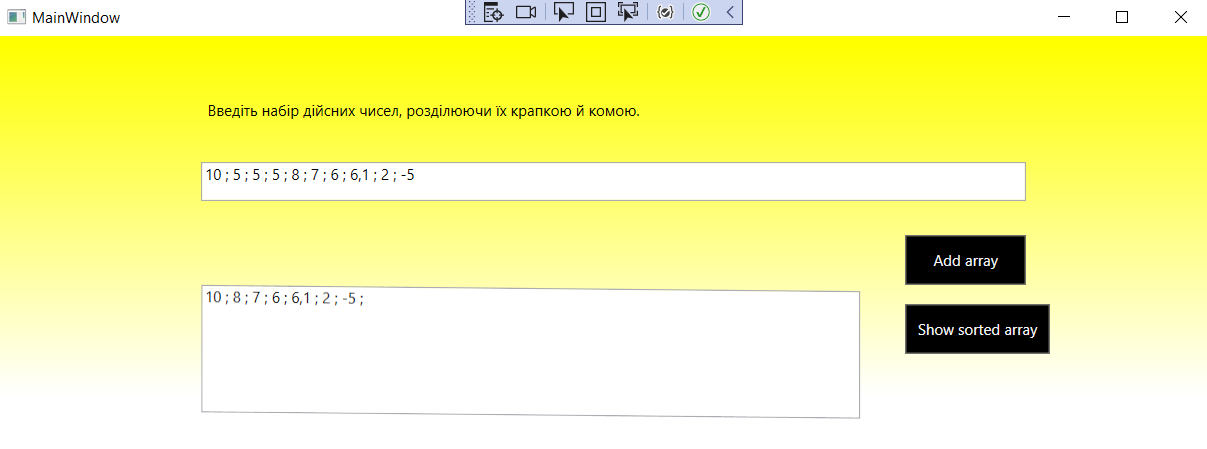 MainWindow
Введіть набір дійсних чисел, розділюючи їх крапкою й комою.
10 ; 5 ; 5 ; 5 ; 8 ; 7 ; 6 ; 6,1 ; 2 ; -5
Add array
10 ; 8 ; 7 ; 6 ; 6,1 ; 2 ; -5 ;
Show sorted array